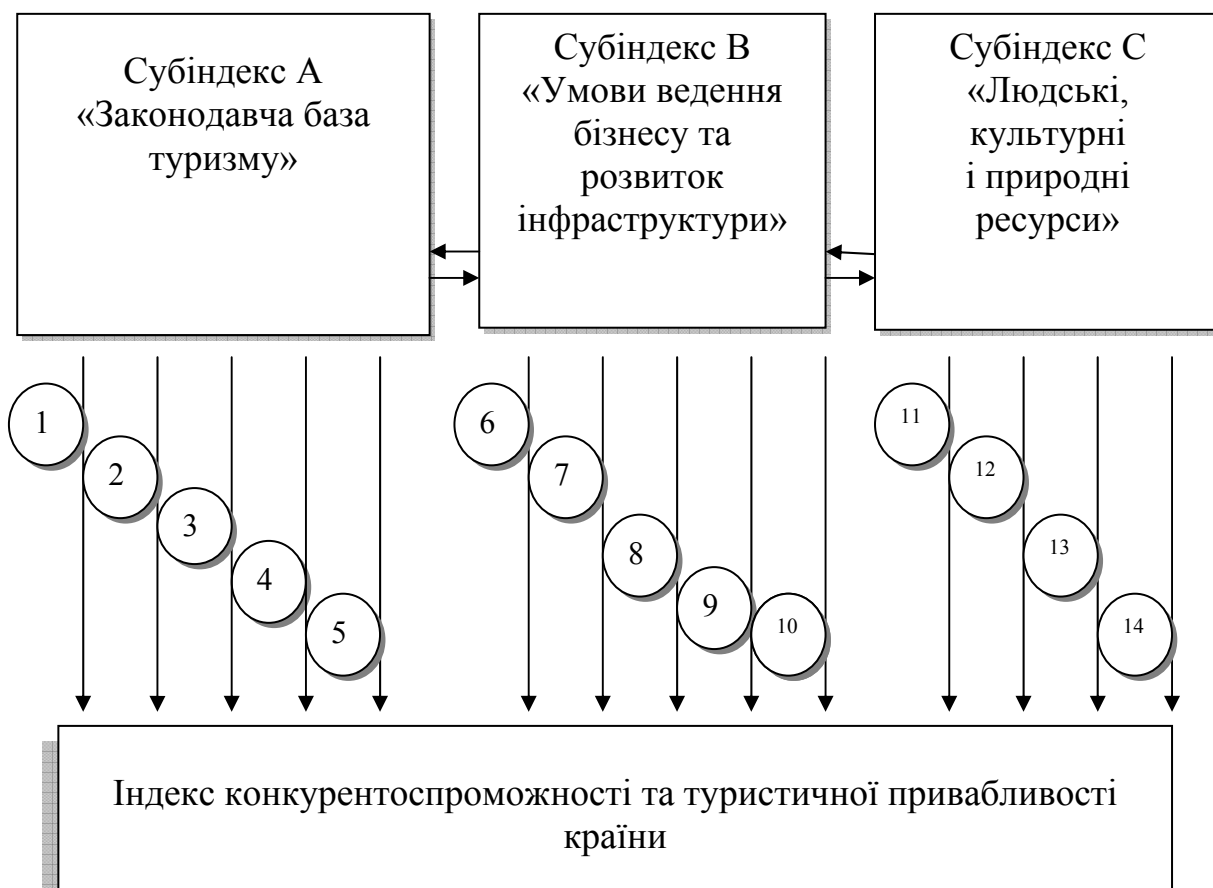 Субіндекс А
«Законодавча база
туризму»
Субіндекс В
«Умови ведення
бізнесу та
розвиток
інфраструктури»
Субіндекс С
«Людські,
культурні
і природні
ресурси»
1
2
3
4
5
6
7
8
9
10
11
12
13
14
Індекс конкурентоспроможності та туристичної привабливості
країни